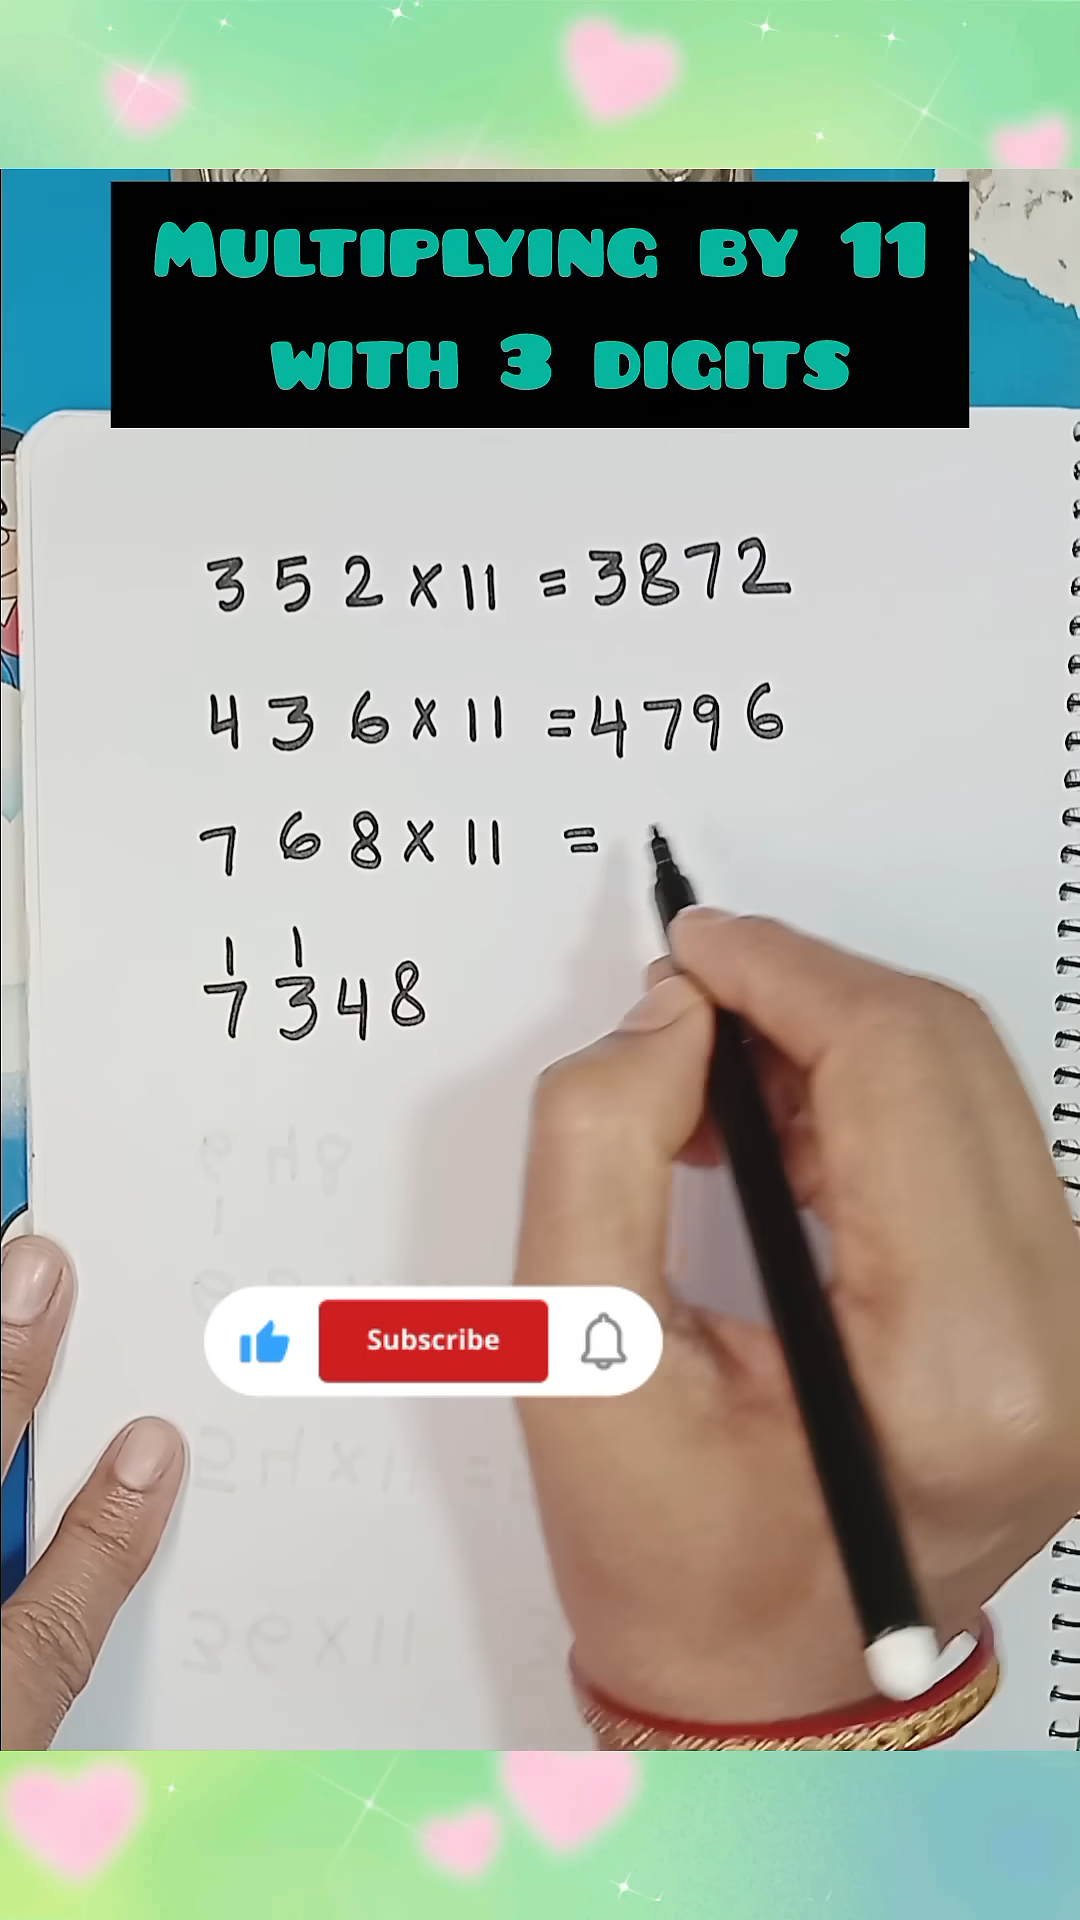 MULTIPLYING BY 11
WITH 3 DIGITS
352×11 =3872
436×11 =4796
768×11 =
1 1
7348
Subscribe